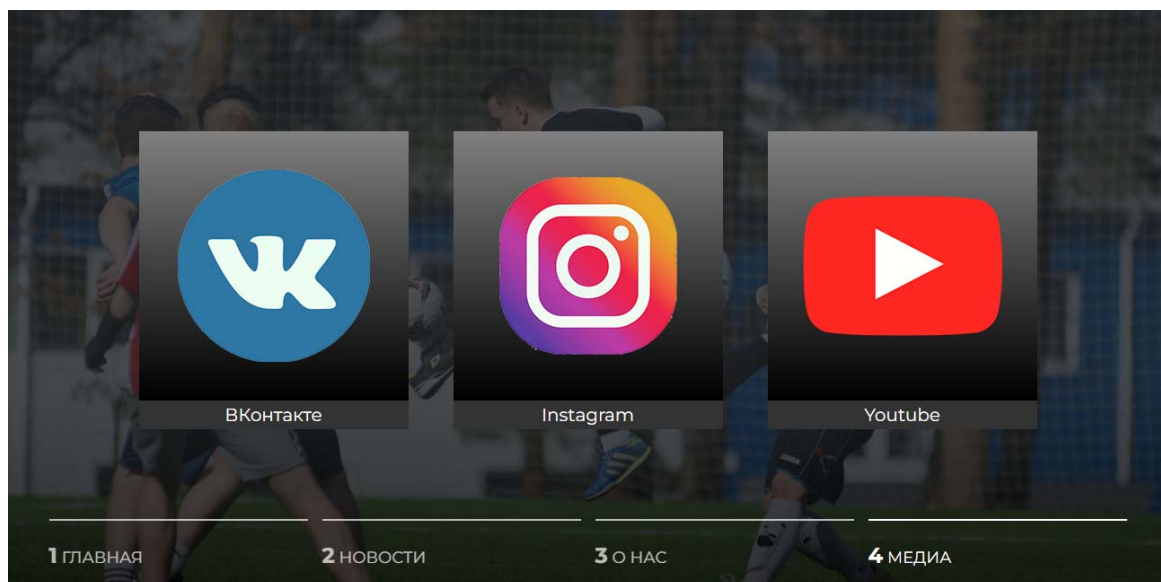 ВКонтакте
Instagram
Youtube
1 ГЛАВНАЯ
2 НОВОСТИ
3 О НАС
4 МЕДИА